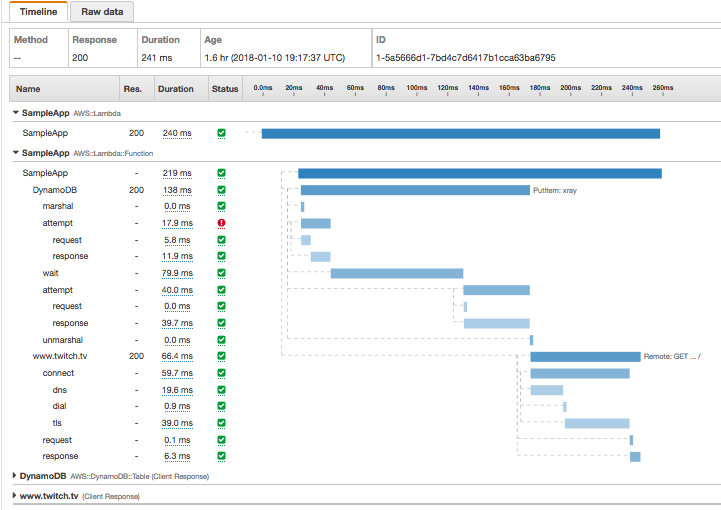 Timeline Raw data
Method Response Duration Age ID
-- 200 241 ms 1.6 hr (2018-01-10 19:17:37 UTC) 1-5a5666d1-7bd4c7d6417b1cca63ba6795
Name Res. Duration Status 0.0ms 20ms 40ms 60ms 80ms 100ms 120ms 140ms 160ms 180ms 200ms 220ms 240ms 260ms
SampleApp AWS::Lambda
SampleApp 200 240 ms
SampleApp AWS::Lambda::Function
SampleApp - 219 ms
DynamoDB 200 138 ms PutItem: xray
marshal - 0.0 ms
attempt - 17.9 ms
request - 5.8 ms
response - 11.9 ms
wait - 79.9 ms
attempt - 40.0 ms
request - 0.0 ms
response - 39.7 ms
unmarshal - 0.0 ms
www.twitch.tv 200 66.4 ms Remote: GET ... /
connect - 59.7 ms
dns - 19.6 ms
dial - 0.9 ms
tls - 39.0 ms
request - 0.1 ms
response - 6.3 ms
DynamoDB AWS::DynamoDB::Table (Client Response)
www.twitch.tv (Client Response)